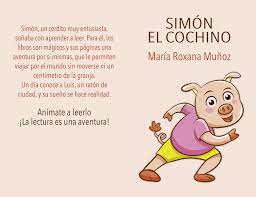 Simón, un cerdito muy entusiasta,
soñaba con aprender a leer. Para él, los
libros son mágicos y sus páginas una
aventura por sí mismas, que le permiten
viajar por el mundo sin moverse ni un
centímetro de la granja.
Un día conoce a Luis, un ratón de
ciudad, y su sueño se hace realidad.
Anímate a leerlo
¡La lectura es una aventura!
SIMÓN
EL COCHINO
María Roxana Muñoz